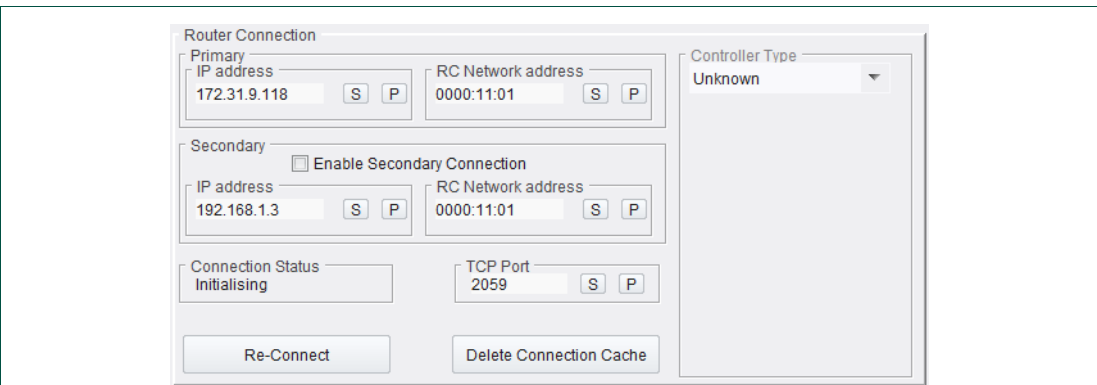 Router Connection
Primary
IP address
172.31.9.118 S P
RC Network address
0000:11:01 S P
Secondary
Enable Secondary Connection
IP address
192.168.1.3 S P
RC Network address
0000:11:01 S P
Connection Status
Initialising
TCP Port
2059 S P
Re-Connect
Delete Connection Cache
Controller Type
Unknown